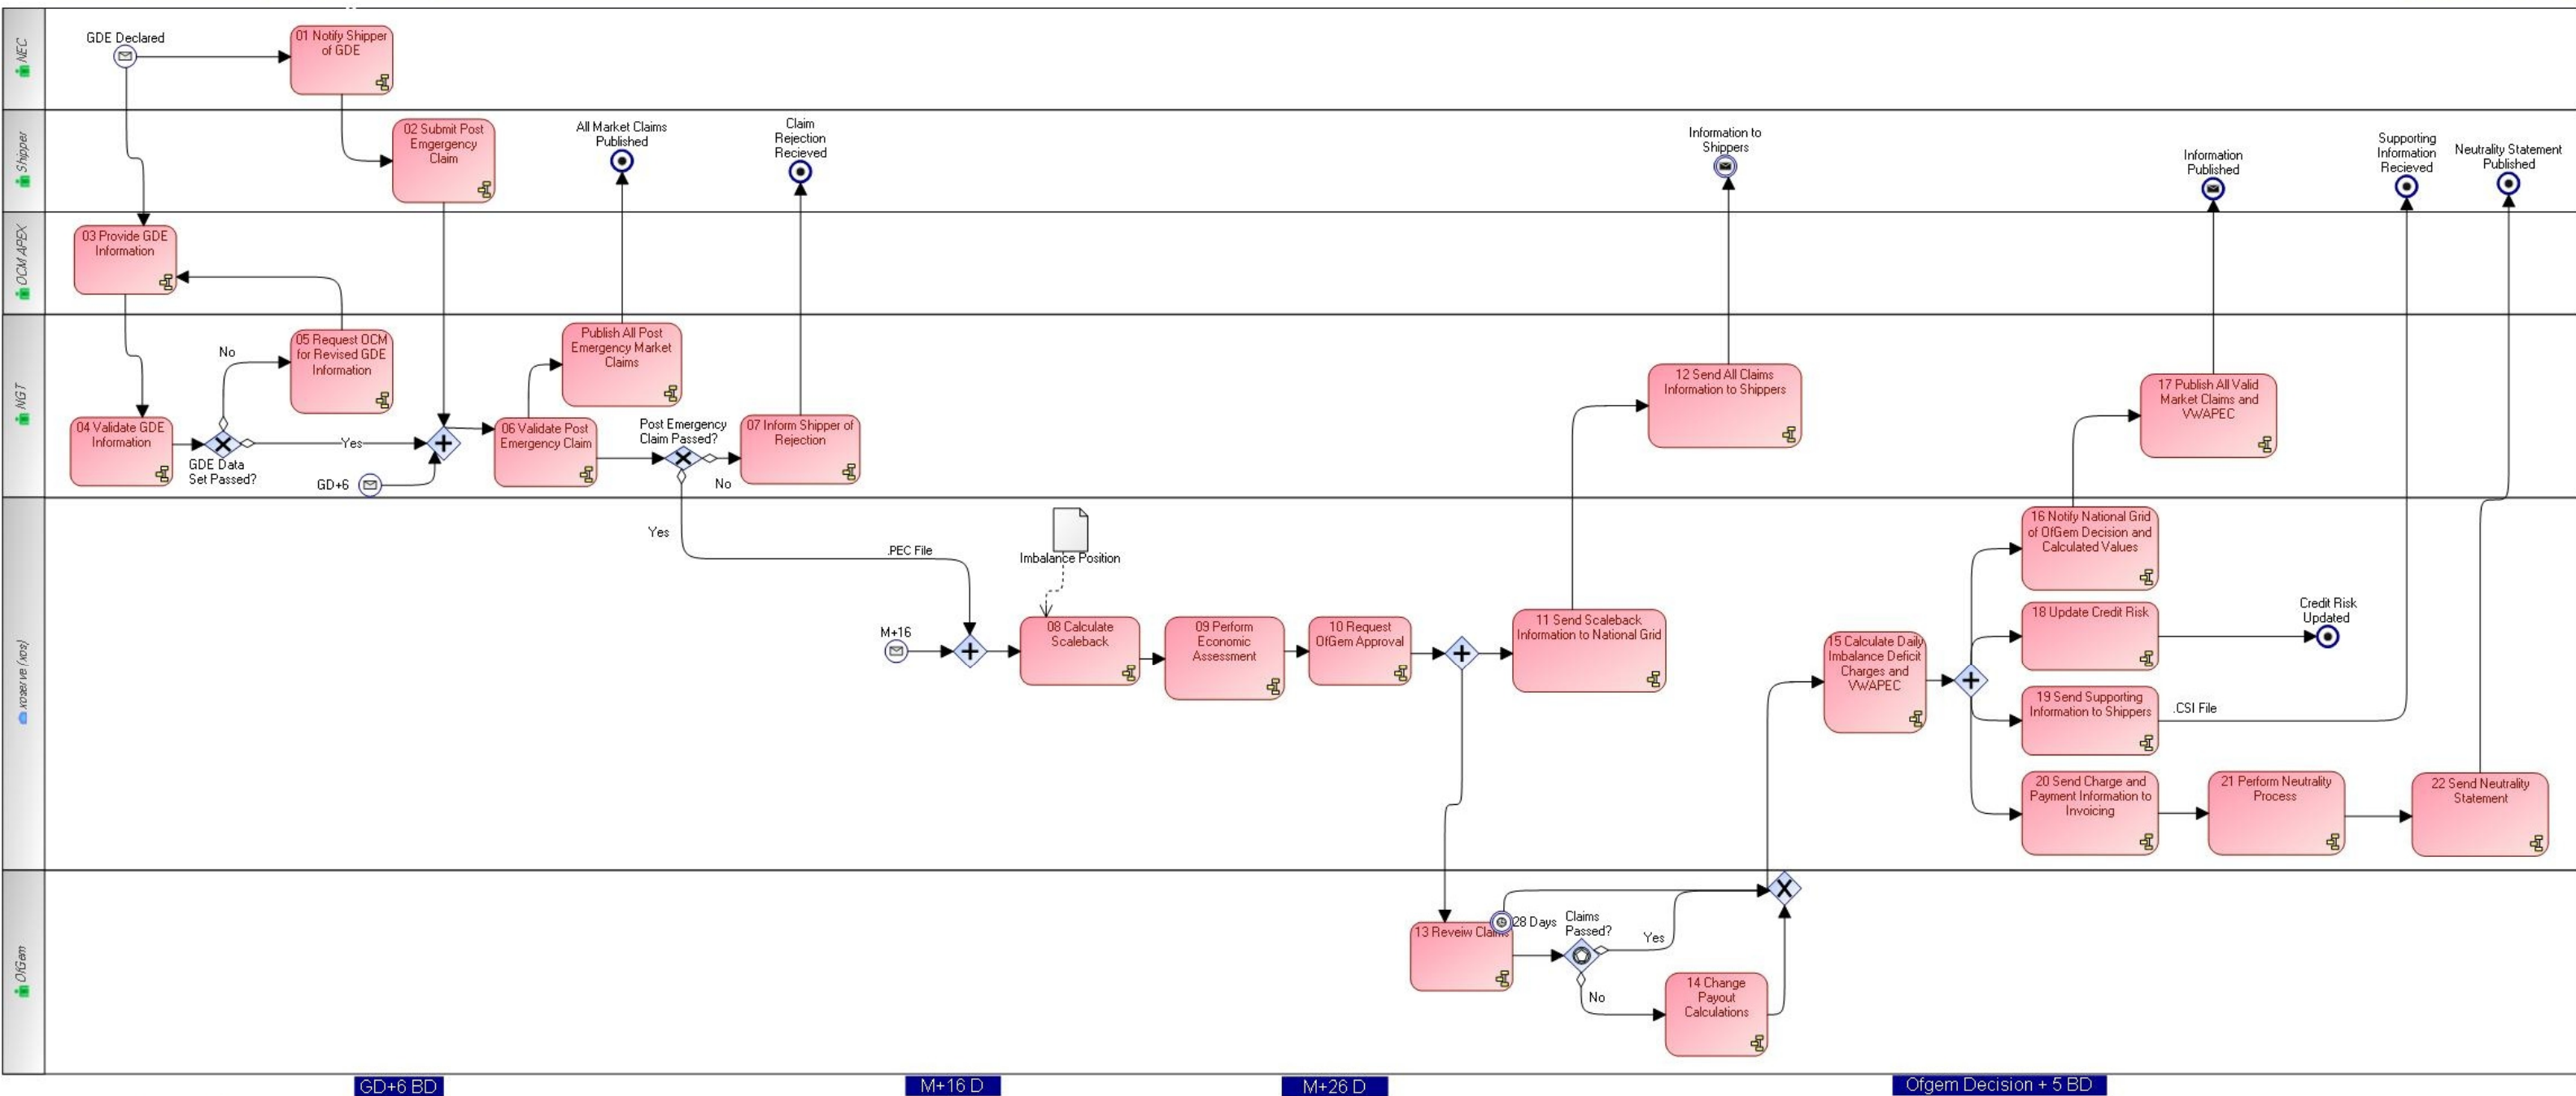 NEC
GDE Declared
01 Notify Shipper
of GDE
Shipper
02 Submit Post
Emgergency
Claim
All Market Claims
Published
Claim
Rejection
Recieved
Information to
Shippers
Information
Published
Supporting
Information
Recieved
Neutrality Statement
Published
OCM APEX
03 Provide GDE
Information
NGT
04 Validate GDE
Information
No
05 Request OCM
for Revised GDE
Information
GDE Data
Set Passed?
Yes
GD+6
06 Validate Post
Emergency Claim
Publish All Post
Emergency Market
Claims
Post Emergency
Claim Passed?
No
07 Inform Shipper of
Rejection
12 Send All Claims
Information to Shippers
17 Publish All Valid
Market Claims and
VWAPEC
xoserve (xos)
Yes
.PEC File
Imbalance Position
M+16
08 Calculate
Scaleback
09 Perform
Economic
Assessment
10 Request
OfGem Approval
11 Send Scaleback
Information to National Grid
15 Calculate Daily
Imbalance Deficit
Charges and
VWAPEC
16 Notify National Grid
of OfGem Decision and
Calculated Values
18 Update Credit Risk
Credit Risk
Updated
19 Send Supporting
Information to Shippers
.CSI File
20 Send Charge and
Payment Information to
Invoicing
21 Perform Neutrality
Process
22 Send Neutrality
Statement
OfGem
13 Reveiw Claims
28 Days
Claims
Passed?
Yes
No
14 Change
Payout
Calculations
GD+6 BD
M+16 D
M+26 D
Ofgem Decision + 5 BD